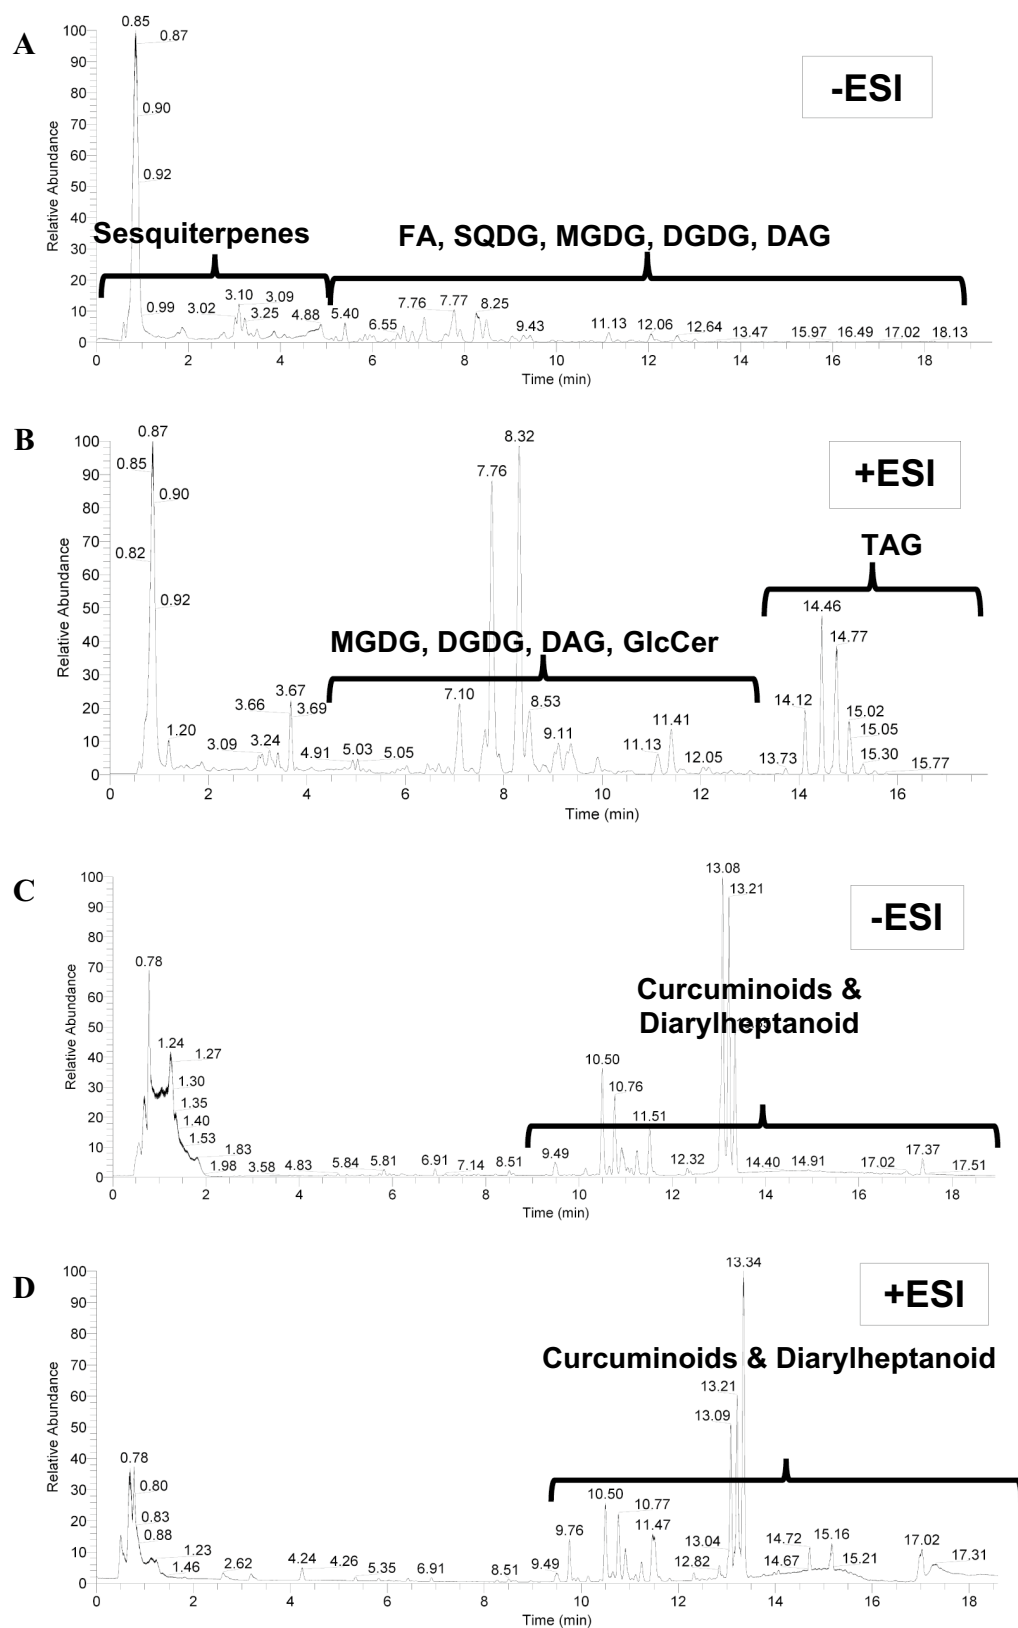 A
-ESI
Relative Abundance
100
90
80
70
60
50
40
30
20
10
0
0.85
0.87
0.90
0.92
Sesquiterpenes
FA, SQDG, MGDG, DGDG, DAG
0.99 3.02 3.10 3.09 3.25 4.88 5.40 6.55 7.76 7.77 8.25 9.43 11.13 12.06 12.64 13.47 15.97 16.49 17.02 18.13
0 2 4 6 8 10 12 14 16 18
Time (min)
B
+ESI
Relative Abundance
100
90
80
70
60
50
40
30
20
10
0
0.87
0.85
0.90
0.82
0.92
8.32
7.76
TAG
MGDG, DGDG, DAG, GlcCer
1.20 3.09 3.24 3.66 3.67 3.69 4.91 5.03 5.05 7.10 8.53 9.11 11.13 11.41 12.05 13.73 14.12 14.46 14.77 15.02 15.05 15.30 15.77
0 2 4 6 8 10 12 14 16
Time (min)
C
-ESI
Relative Abundance
100
90
80
70
60
50
40
30
20
10
0
13.08
13.21
Curcuminoids &
Diarylheptanoid
0.78
1.24
1.27
1.30
1.35
1.40
1.53
1.83
1.98 3.58 4.83 5.84 5.81 6.91 7.14 8.51 9.49 10.50 10.76 11.51 12.32 14.40 14.91 17.02 17.37 17.51
0 2 4 6 8 10 12 14 16 18
Time (min)
D
+ESI
Relative Abundance
100
90
80
70
60
50
40
30
20
10
0
13.34
Curcuminoids & Diarylheptanoid
13.21
13.09
0.78
0.80
0.83
0.88
1.23
1.46 2.62 4.24 4.26 5.35 6.91 8.51 9.49 9.76 10.50 10.77 11.47 12.82 13.04 14.67 14.72 15.16 15.21 17.02 17.31
0 2 4 6 8 10 12 14 16 18
Time (min)